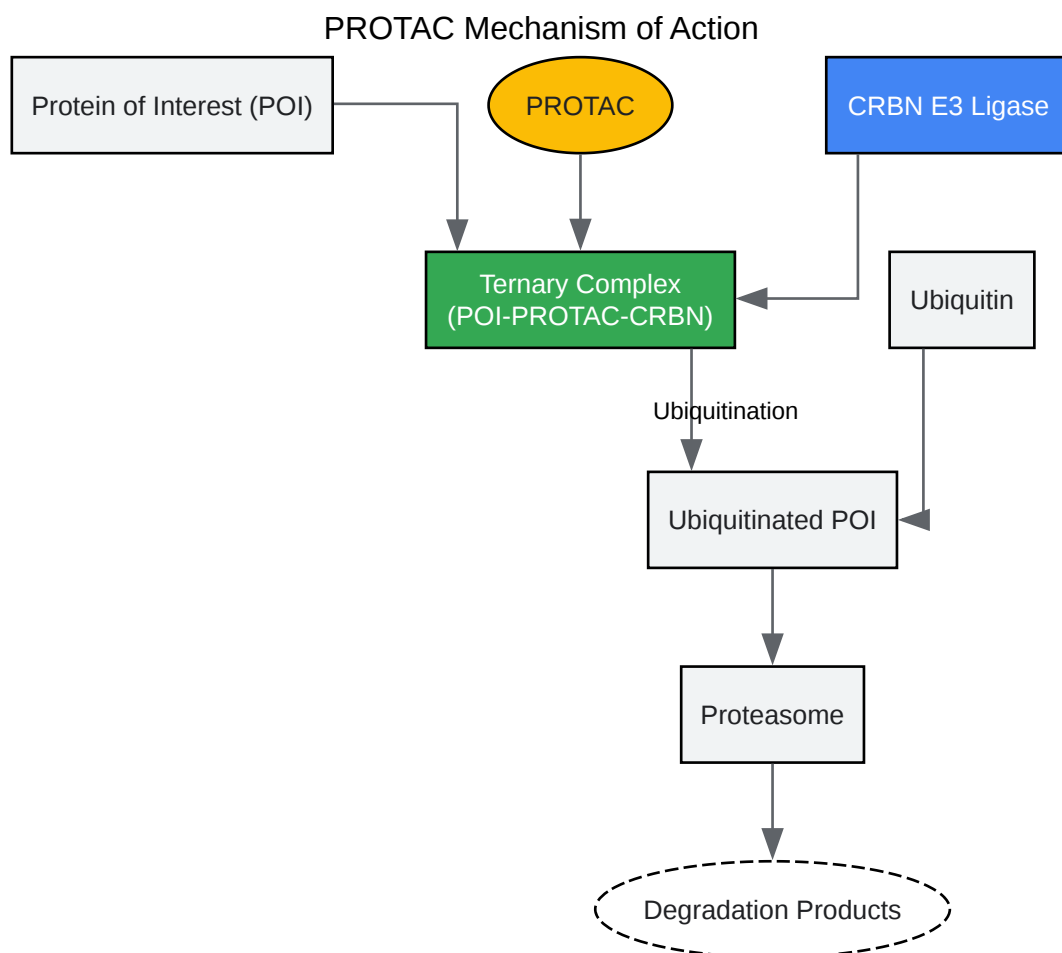 PROTAC Mechanism of Action
Protein of Interest (POI)
PROTAC
CRBN E3 Ligase
Ternary Complex
(POI-PROTAC-CRBN)
Ubiquitin
Ubiquitination
Ubiquitinated POI
Proteasome
Degradation Products